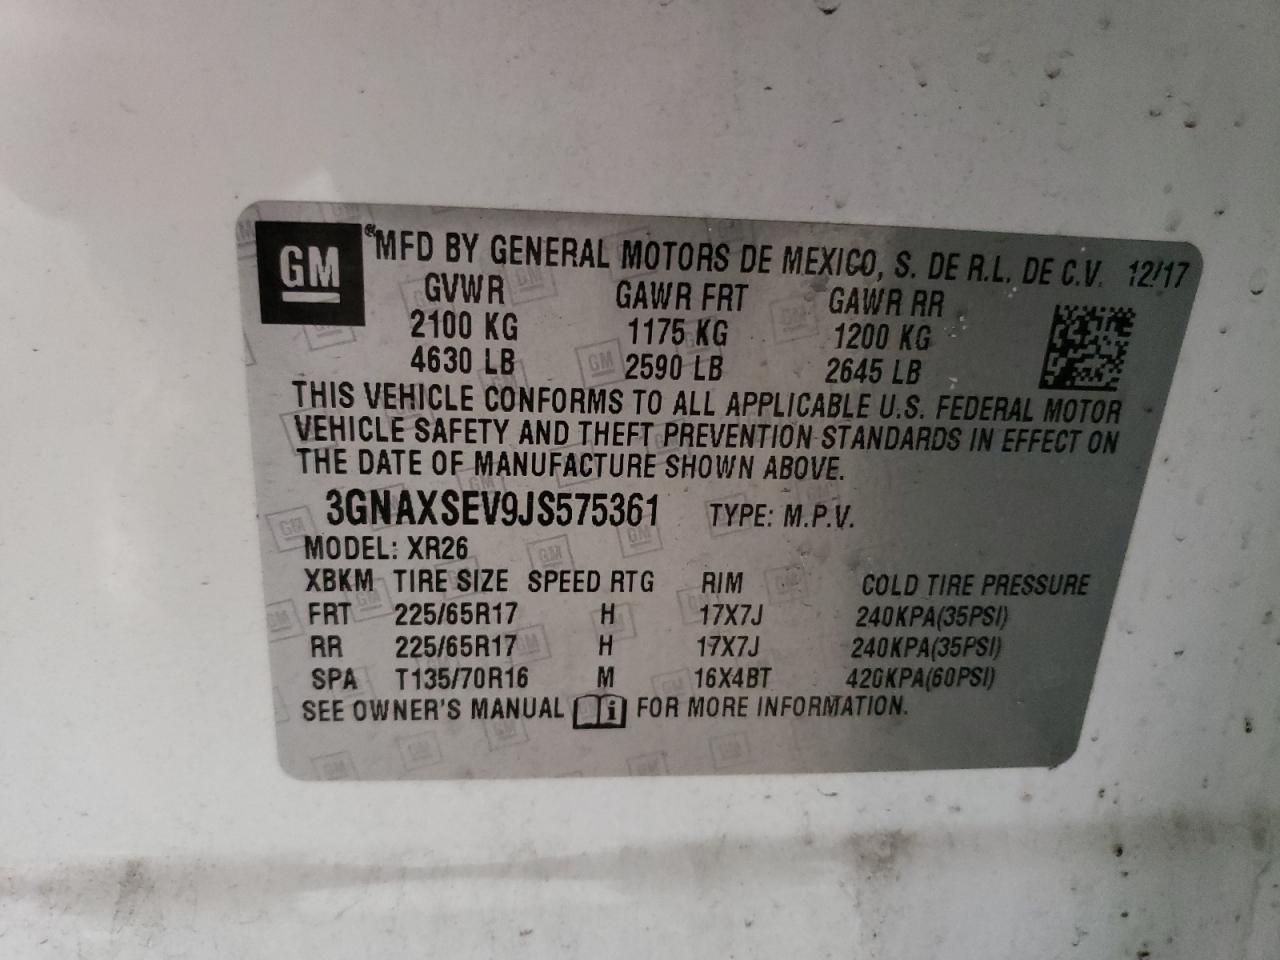 GM ®MFD BY GENERAL MOTORS DE MEXICO, S. DE R.L. DE C.V. 12/17
GVWR GAWR FRT GAWR RR
2100 KG 1175 KG 1200 KG
4630 LB 2590 LB 2645 LB
THIS VEHICLE CONFORMS TO ALL APPLICABLE U.S. FEDERAL MOTOR
VEHICLE SAFETY AND THEFT PREVENTION STANDARDS IN EFFECT ON
THE DATE OF MANUFACTURE SHOWN ABOVE.
3GNAXSEV9JS575361 TYPE: M.P.V.
MODEL: XR26
XBKM TIRE SIZE SPEED RTG RIM COLD TIRE PRESSURE
FRT 225/65R17 H 17X7J 240KPA(35PSI)
RR 225/65R17 H 17X7J 240KPA(35PSI)
SPA T135/70R16 M 16X4BT 420KPA(60PSI)
SEE OWNER'S MANUAL i FOR MORE INFORMATION.